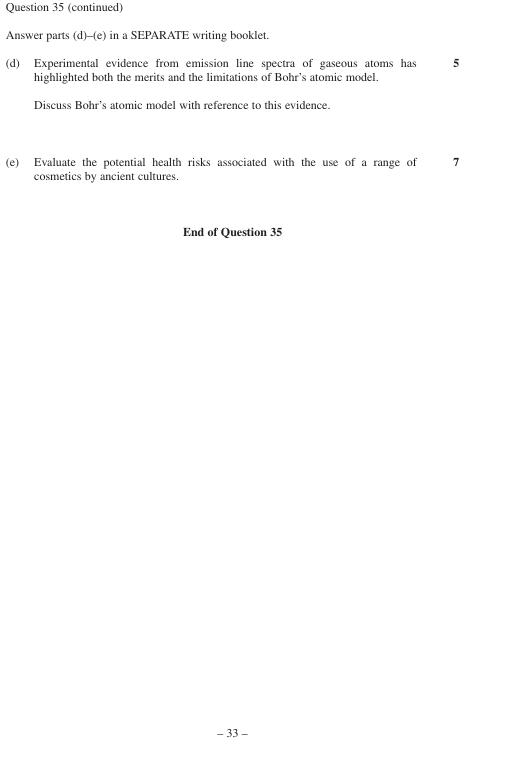 Question 35 (continued)
Answer parts (d)–(e) in a SEPARATE writing booklet.
(d) Experimental evidence from emission line spectra of gaseous atoms has 5
highlighted both the merits and the limitations of Bohr’s atomic model.
Discuss Bohr’s atomic model with reference to this evidence.
(e) Evaluate the potential health risks associated with the use of a range of 7
cosmetics by ancient cultures.
End of Question 35
– 33 –